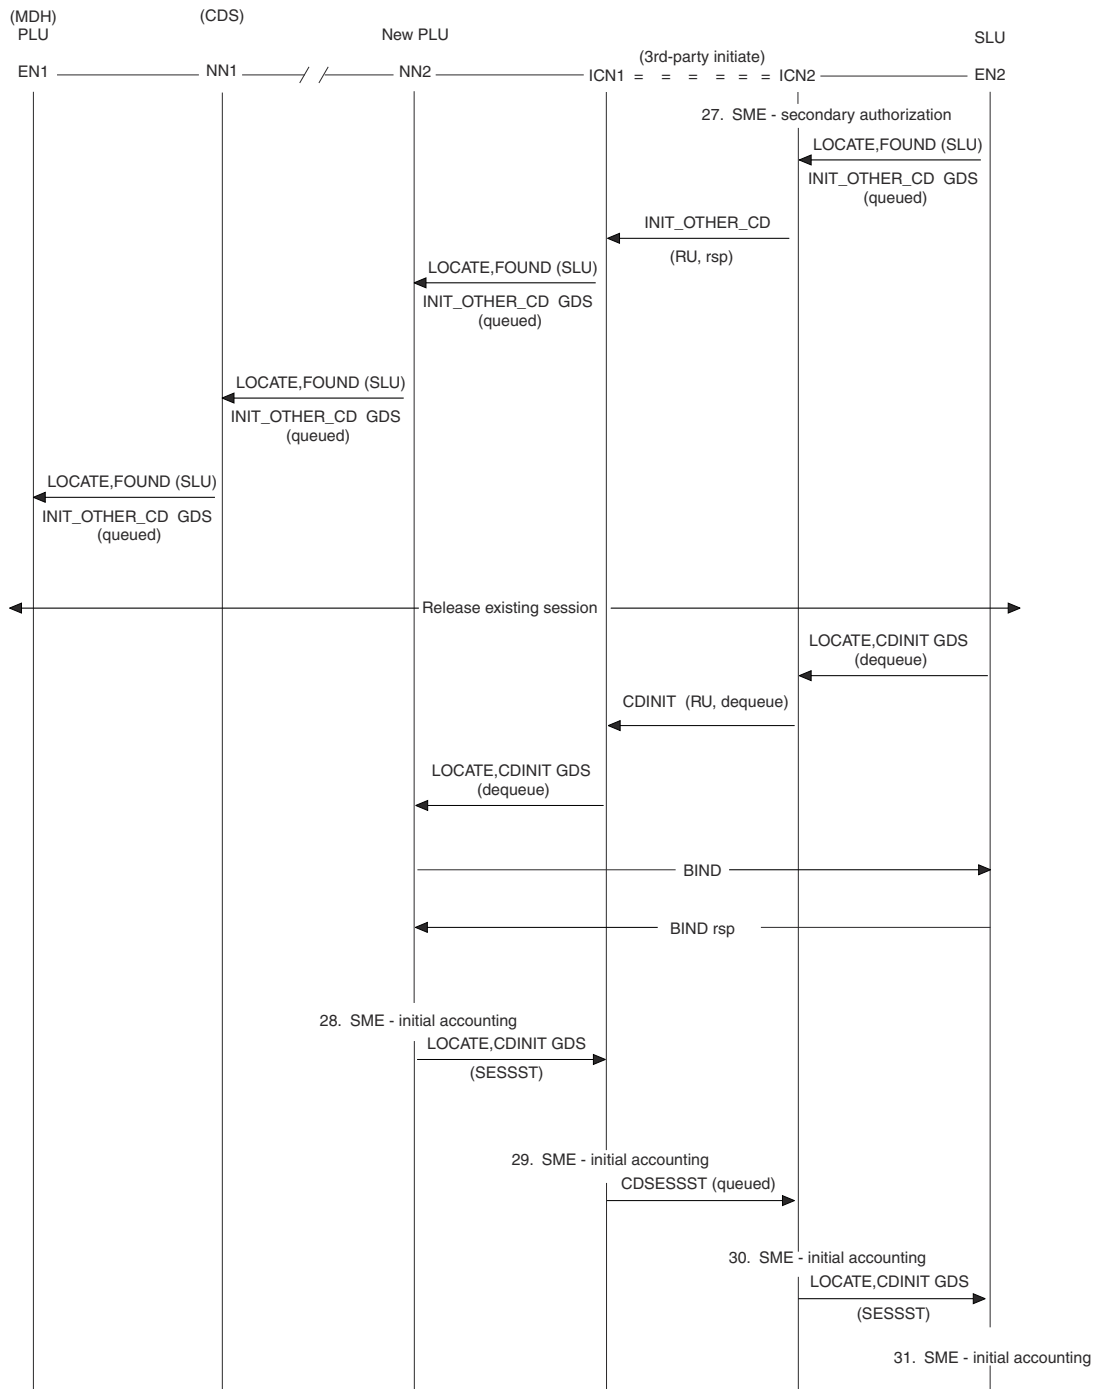 (MDH)
(CDS)
PLU
New PLU
SLU
(3rd-party initiate)
EN1
NN1
NN2
ICN1
ICN2
EN2
27. SME - secondary authorization
LOCATE,FOUND (SLU)
INIT_OTHER_CD GDS
(queued)
INIT_OTHER_CD
(RU, rsp)
LOCATE,FOUND (SLU)
INIT_OTHER_CD GDS
(queued)
LOCATE,FOUND (SLU)
INIT_OTHER_CD GDS
(queued)
LOCATE,FOUND (SLU)
INIT_OTHER_CD GDS
(queued)
Release existing session
LOCATE,CDINIT GDS
(dequeue)
CDINIT (RU, dequeue)
LOCATE,CDINIT GDS
(dequeue)
BIND
BIND rsp
28. SME - initial accounting
LOCATE,CDINIT GDS
(SESSST)
29. SME - initial accounting
CDSESSST (queued)
30. SME - initial accounting
LOCATE,CDINIT GDS
(SESSST)
31. SME - initial accounting